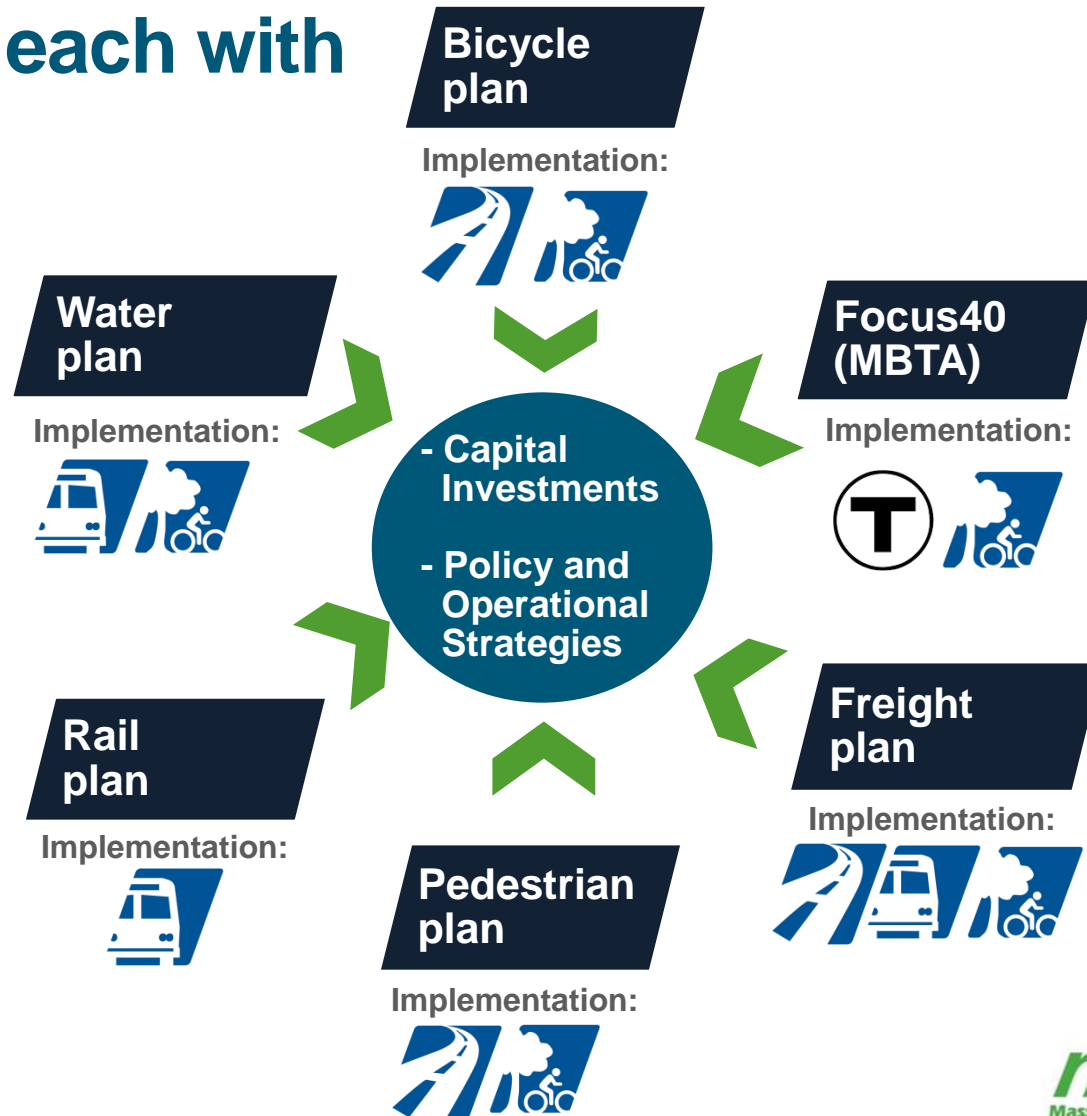 each with
Bicycle
plan
Implementation:
Water
plan
Implementation:
Focus40
(MBTA)
Implementation:
T
- Capital
Investments
- Policy and
Operational
Strategies
Rail
plan
Implementation:
Freight
plan
Implementation:
Pedestrian
plan
Implementation: